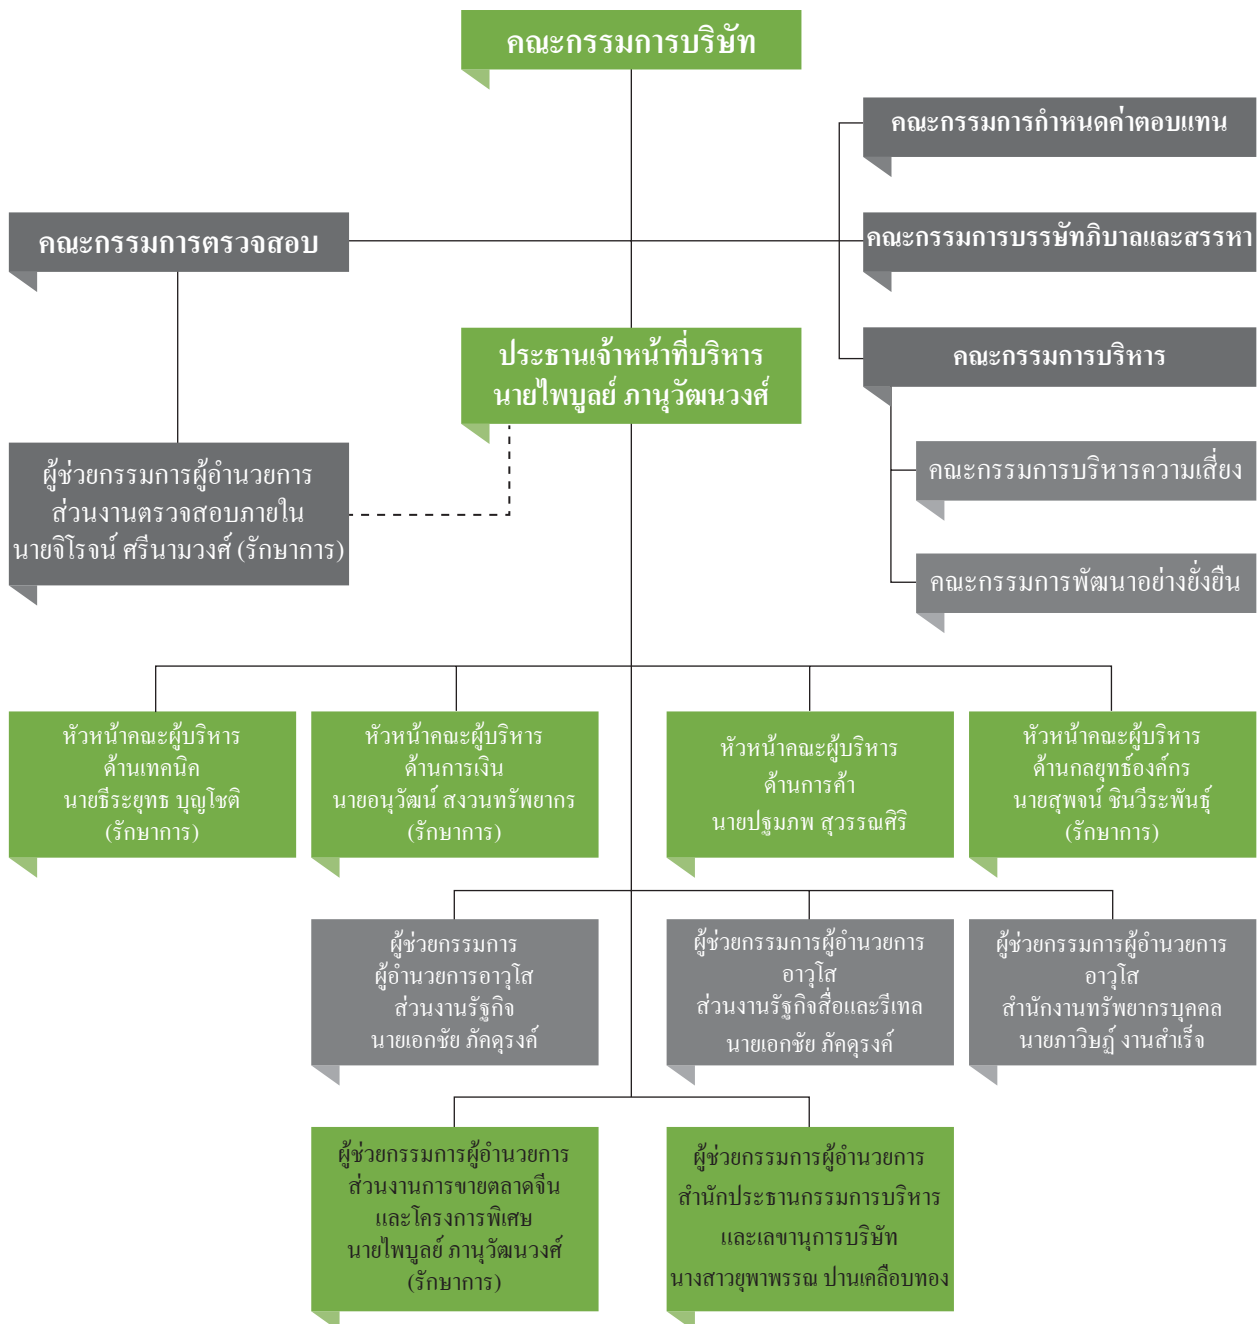 คณะกรรมการบริษัท
คณะกรรมการกำหนดค่าตอบแทน
คณะกรรมการตรวจสอบ
คณะกรรมการบรรษัทภิบาลและสรรหา
ประธานเจ้าหน้าที่บริหาร
นายไพบูลย์ ภานุวัฒนวงศ์
คณะกรรมการบริหาร
คณะกรรมการบริหารความเสี่ยง
คณะกรรมการพัฒนาอย่างยั่งยืน
ผู้ช่วยกรรมการผู้อำนวยการ
ส่วนงานตรวจสอบภายใน
นายจิโรจน์ ศรีนามวงศ์ (รักษาการ)
หัวหน้าคณะผู้บริหาร
ด้านเทคนิค
นายธีระยุทธ บุญโชติ
(รักษาการ)
หัวหน้าคณะผู้บริหาร
ด้านการเงิน
นายอนุวัฒน์ สงวนทรัพยากร
(รักษาการ)
หัวหน้าคณะผู้บริหาร
ด้านการค้า
นายปฐมภพ สุวรรณศิริ
หัวหน้าคณะผู้บริหาร
ด้านกลยุทธ์องค์กร
นายสุพจน์ ชินวีระพันธุ์
(รักษาการ)
ผู้ช่วยกรรมการ
ผู้อำนวยการอาวุโส
ส่วนงานรัฐกิจ
นายเอกชัย ภัคดุรงค์
ผู้ช่วยกรรมการผู้อำนวยการ
อาวุโส
ส่วนงานรัฐกิจสื่อและรีเทล
นายเอกชัย ภัคดุรงค์
ผู้ช่วยกรรมการผู้อำนวยการ
อาวุโส
สำนักงานทรัพยากรบุคคล
นายภาวิษฏ์ งานสำเร็จ
ผู้ช่วยกรรมการผู้อำนวยการ
ส่วนงานการขายตลาดจีน
และโครงการพิเศษ
นายไพบูลย์ ภานุวัฒนวงศ์
(รักษาการ)
ผู้ช่วยกรรมการผู้อำนวยการ
สำนักประธานกรรมการบริหาร
และเลขานุการบริษัท
นางสาวยุพาพรรณ ปานเคลือบทอง